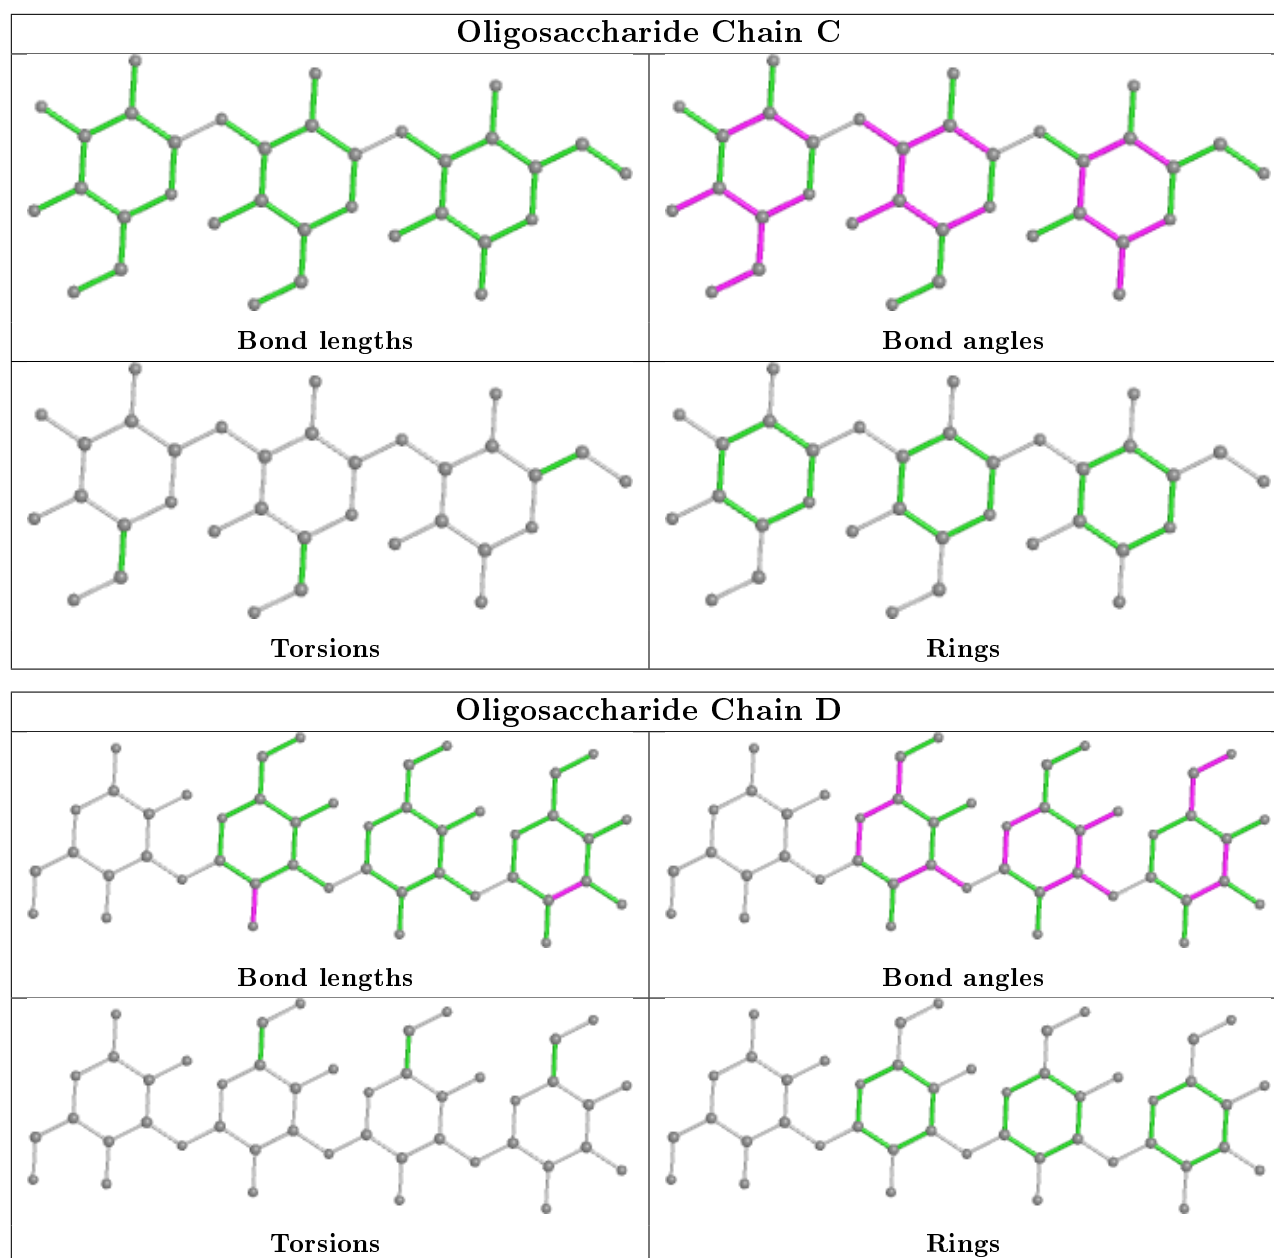 Oligosaccharide Chain C
Bond lengths
Bond angles
Torsions
Rings
Oligosaccharide Chain D
Bond lengths
Bond angles
Torsions
Rings